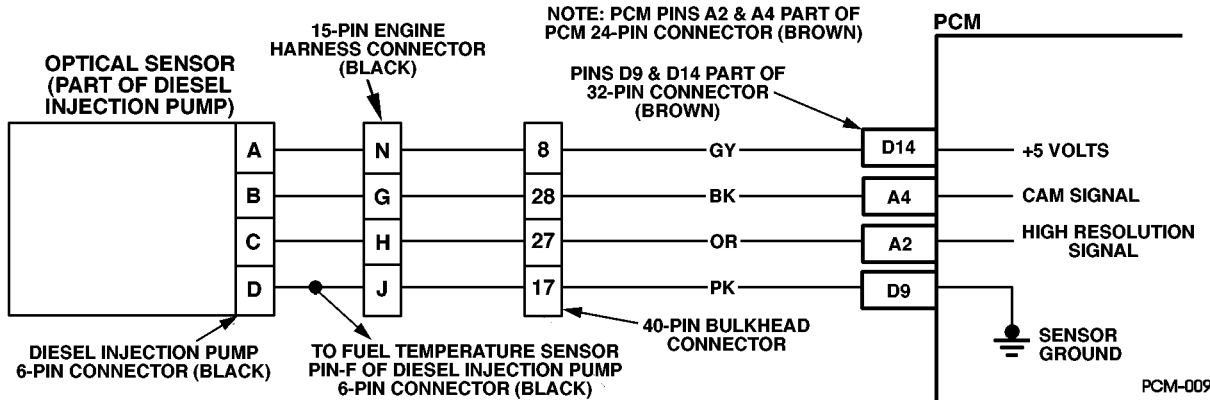 NOTE: PCM PINS A2 & A4 PART OF
PCM 24-PIN CONNECTOR (BROWN)
PCM
15-PIN ENGINE
HARNESS CONNECTOR
(BLACK)
OPTICAL SENSOR
(PART OF DIESEL
INJECTION PUMP)
PINS D9 & D14 PART OF
32-PIN CONNECTOR
(BROWN)
A N 8 GY D14 +5 VOLTS
B G 28 BK A4 CAM SIGNAL
C H 27 OR A2 HIGH RESOLUTION
SIGNAL
D J 17 PK D9
SENSOR
GROUND
40-PIN BULKHEAD
CONNECTOR
DIESEL INJECTION PUMP
6-PIN CONNECTOR (BLACK)
TO FUEL TEMPERATURE SENSOR
PIN-F OF DIESEL INJECTION PUMP
6-PIN CONNECTOR (BLACK)
PCM-009